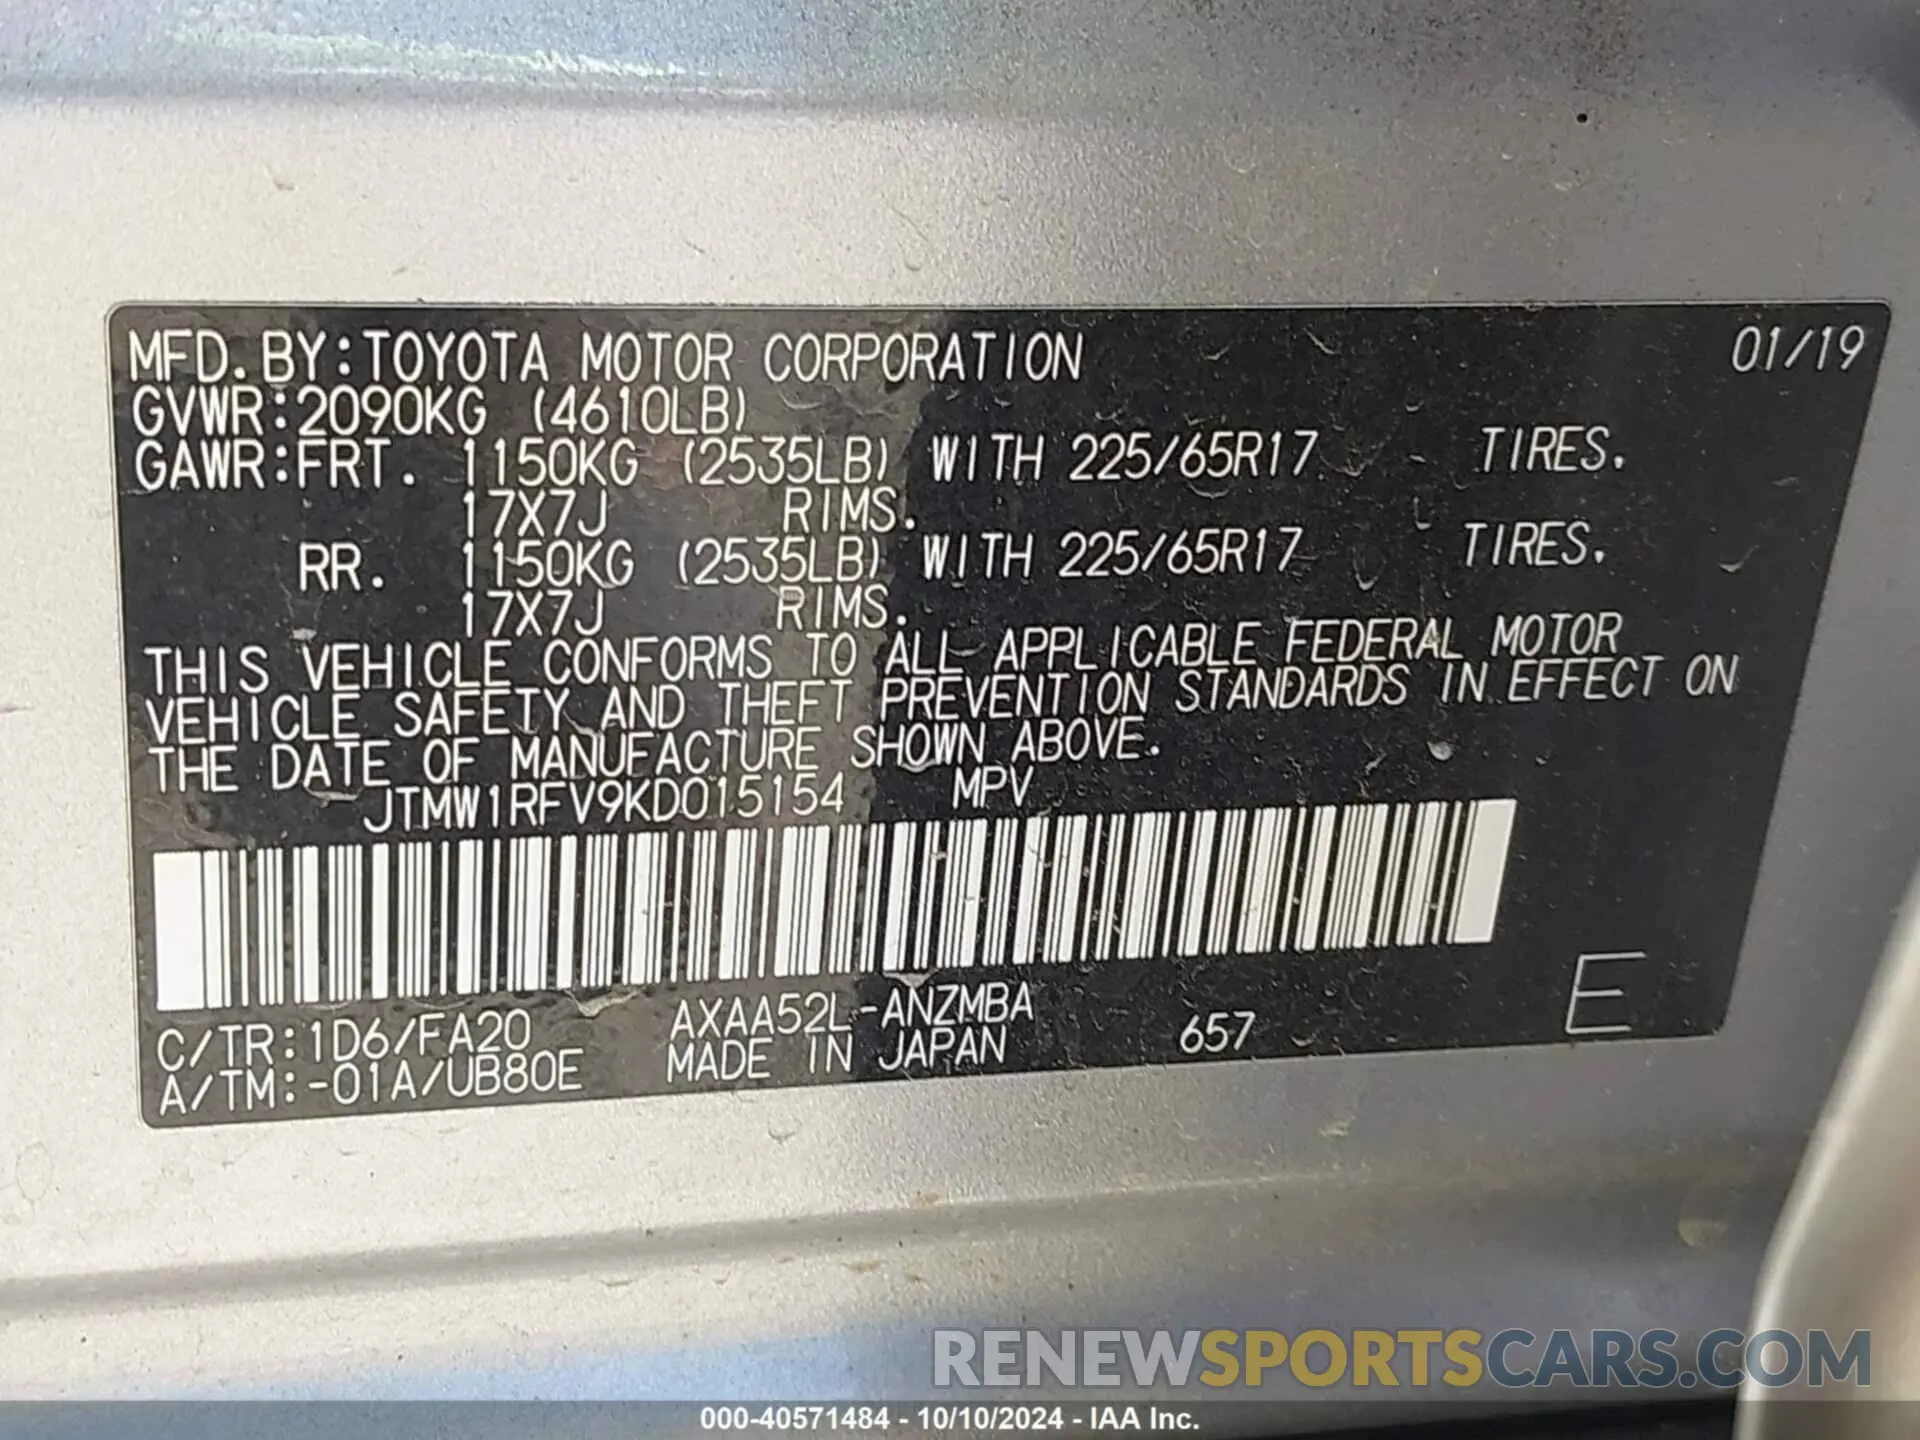 MFD.BY:TOYOTA MOTOR CORPORATION 01/19
GVWR:2090KG (4610LB)
GAWR:FRT. 1150KG (2535LB) WITH 225/65R17 TIRES.
17X7J RIMS.
RR. 1150KG (2535LB) WITH 225/65R17 TIRES.
17X7J RIMS.
THIS VEHICLE CONFORMS TO ALL APPLICABLE FEDERAL MOTOR
VEHICLE SAFETY AND THEFT PREVENTION STANDARDS IN EFFECT ON
THE DATE OF MANUFACTURE SHOWN ABOVE.
JTMW1RFV9KD015154 MPV
C/TR:1D6/FA20 AXAA52L-ANZMBA 657 E
A/TM:-01A/UB80E MADE IN JAPAN
RENEWSPORTSCARS.COM
000-40571484 - 10/10/2024 - IAA Inc.